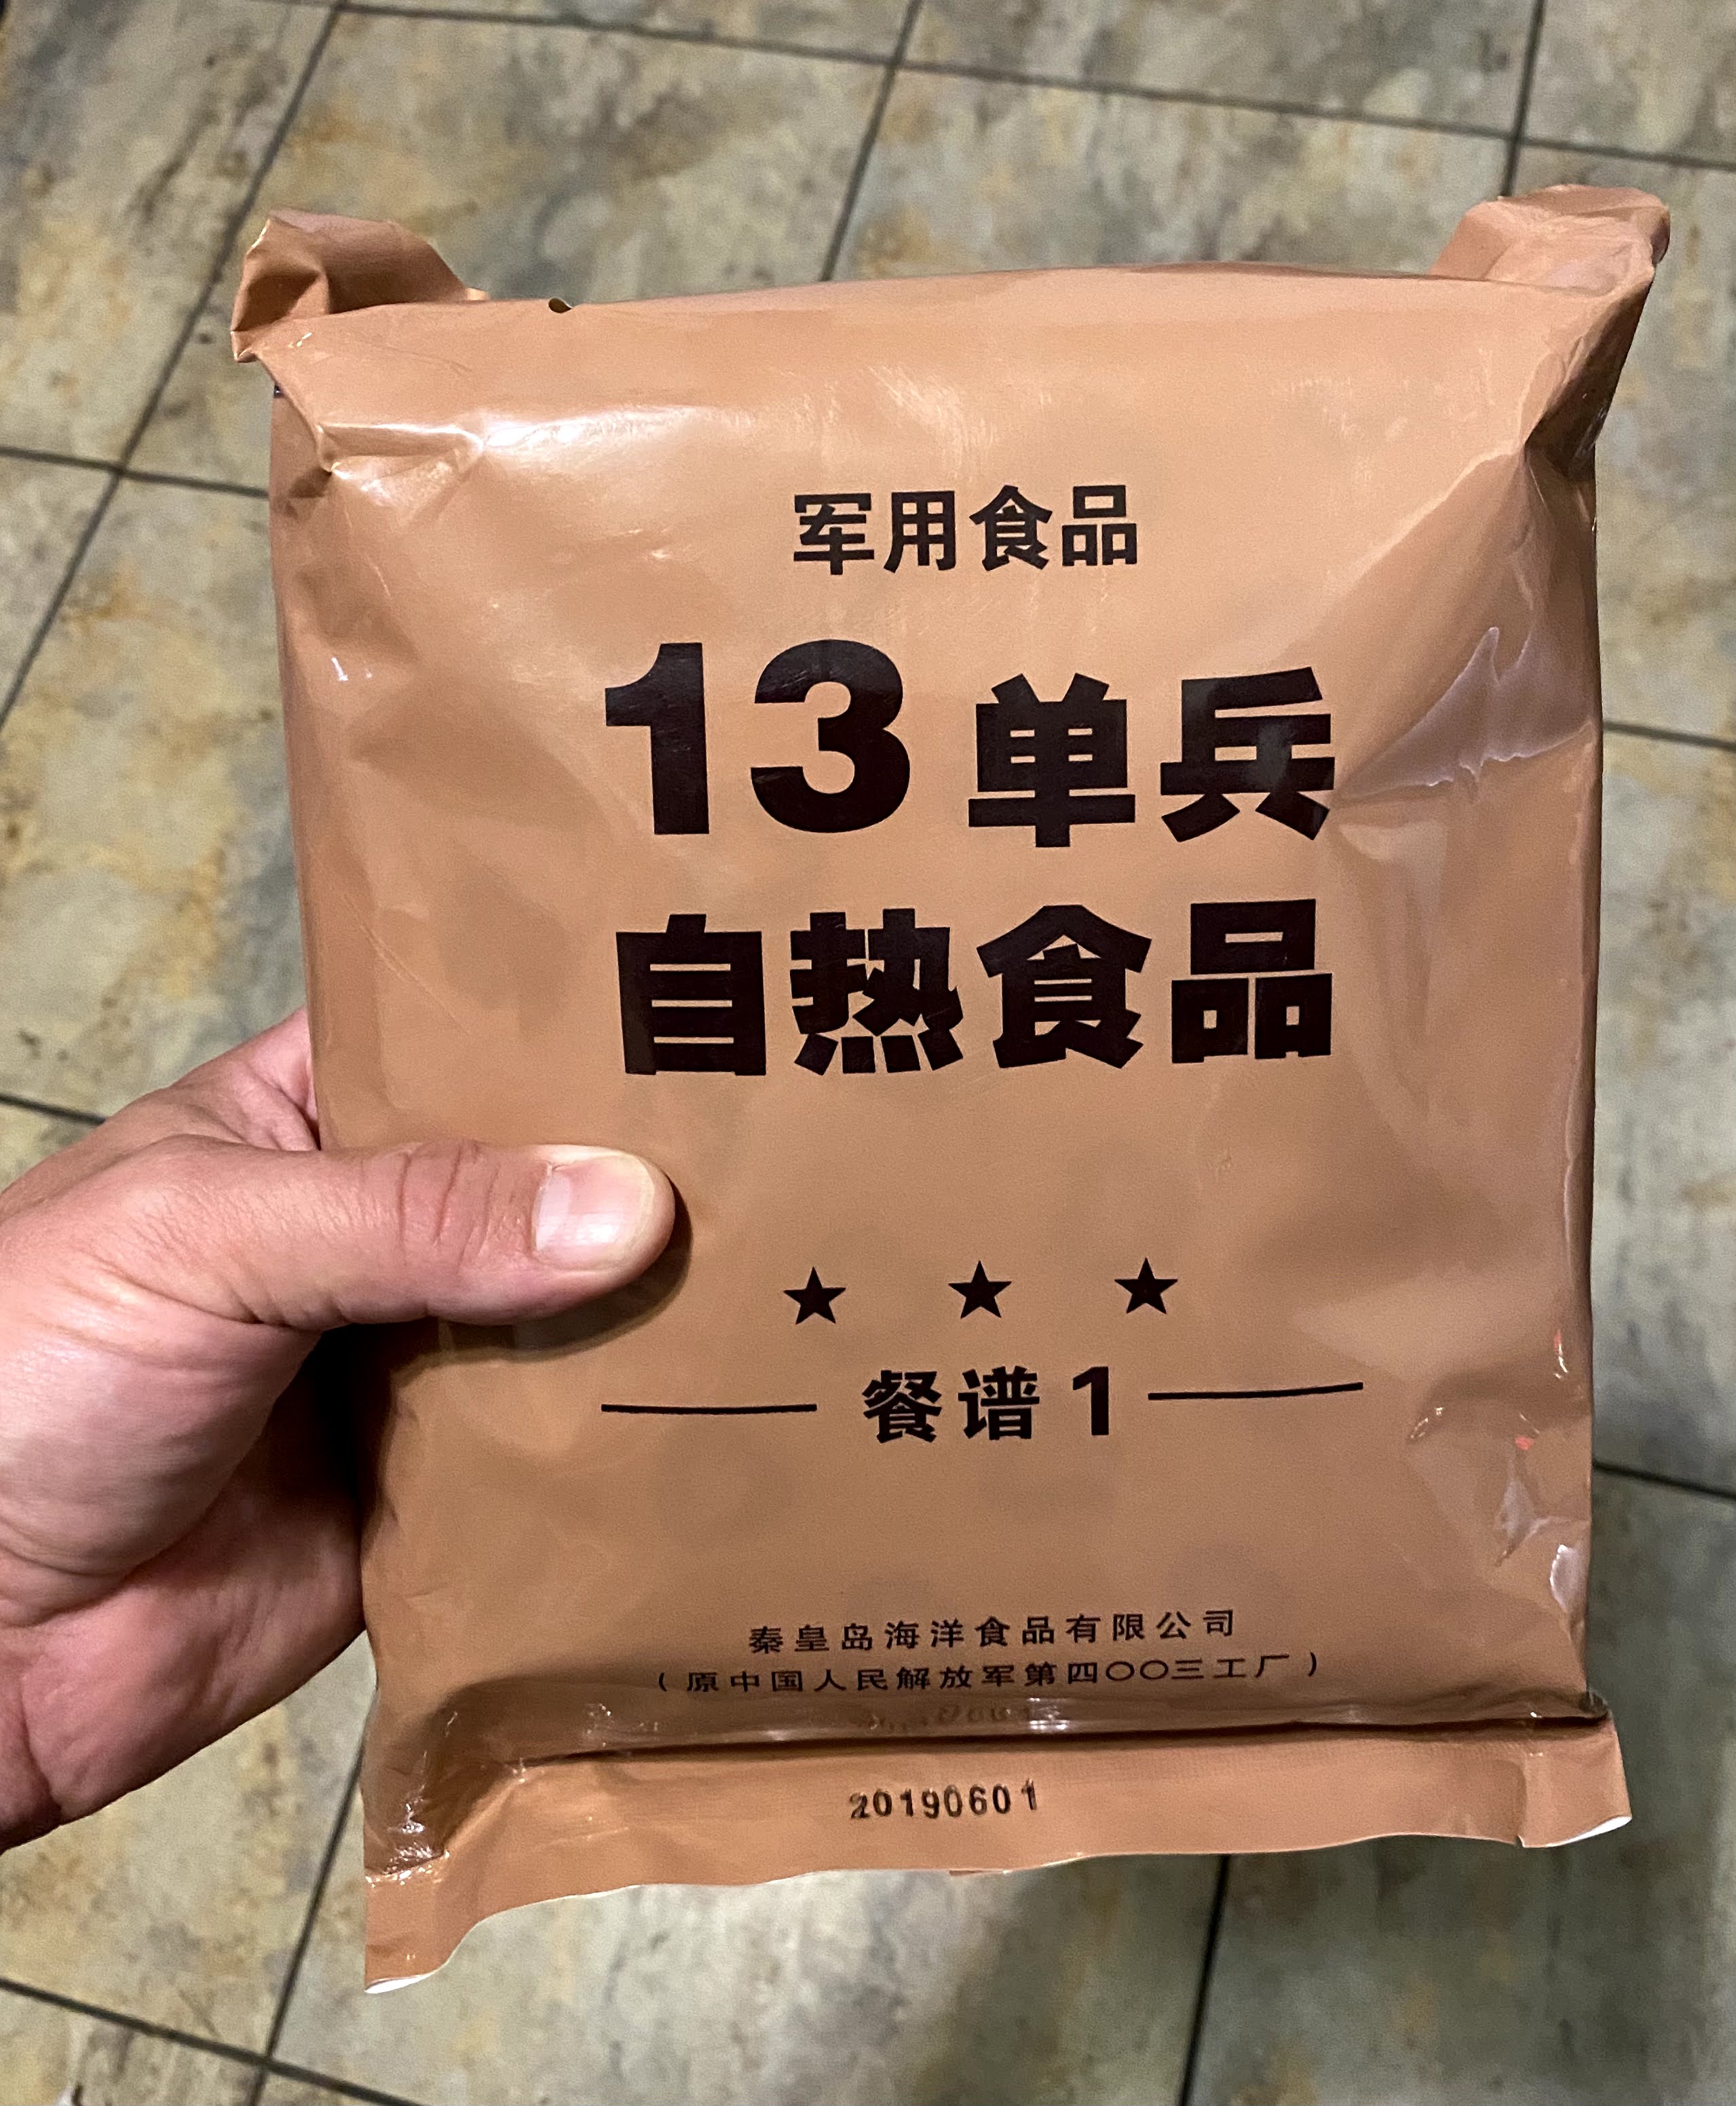 军用食品
13单兵
自热食品
★ ★ ★
餐谱1
秦皇岛海洋食品有限公司
(原中国人民解放军第四〇〇三工厂)
20190601